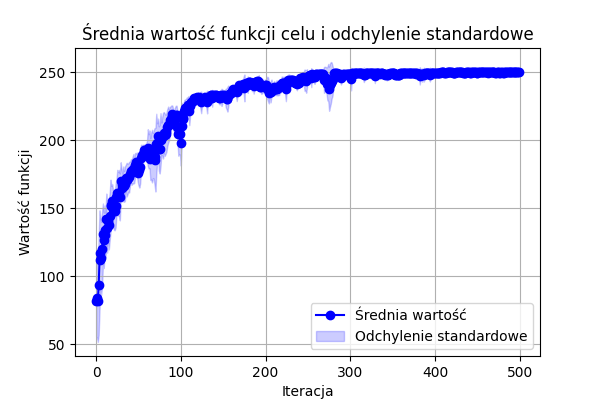 Średnia wartość funkcji celu i odchylenie standardowe
Wartość funkcji
250
200
150
100
50
0 100 200 300 400 500
Iteracja
Średnia wartość
Odchylenie standardowe